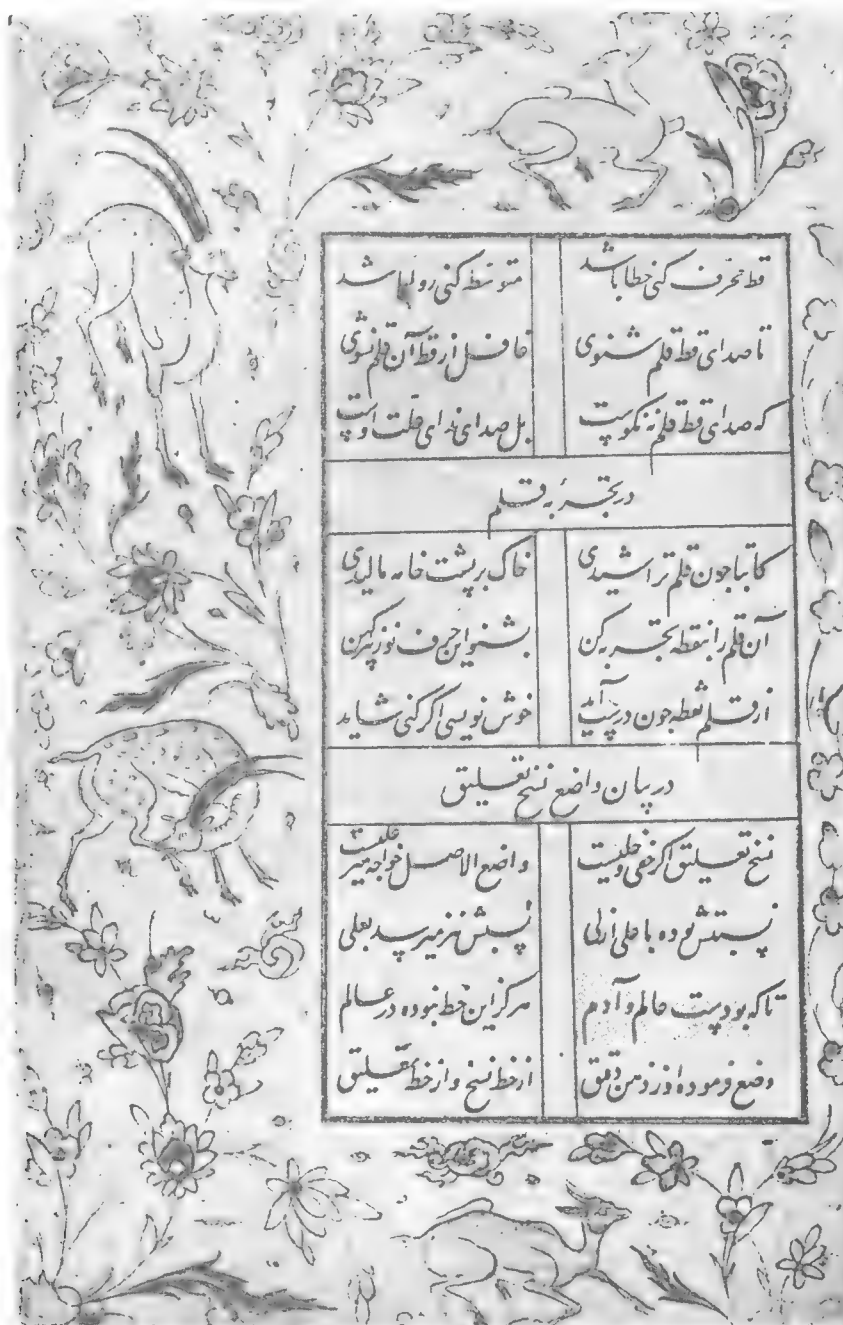 قط محرف کنی خطا باشد متوسط کنی روا باشد
تا صدای قط قلم شنوی غافل از قط آن قلم نشوی
که صدای قط قلم نه نکوست بل صدای ندای اوست
در تجربهٔ قلم
کاتبا چون قلم تراشیدی خاک بر پشت خامه مالیدی
آن قلم را بنقطه تجربه کن بشنو این حرف نو ز پیر کهن
از قلم نقطه چون درست آید خوش نویسی اگر کنی شاید
در بیان واضع نسخ تعلیق
نسخ تعلیق اگر خفی و جلیست واضع الاصل خواجه میر علیست
نسبتش بوده با علی ازلی نسبش نیز میرسد بعلی
تا که بودست عالم و آدم هرگز این خط نبوده در عالم
وضع فرموده او ز ذهن دقیق از خط نسخ و از خط تعلیق